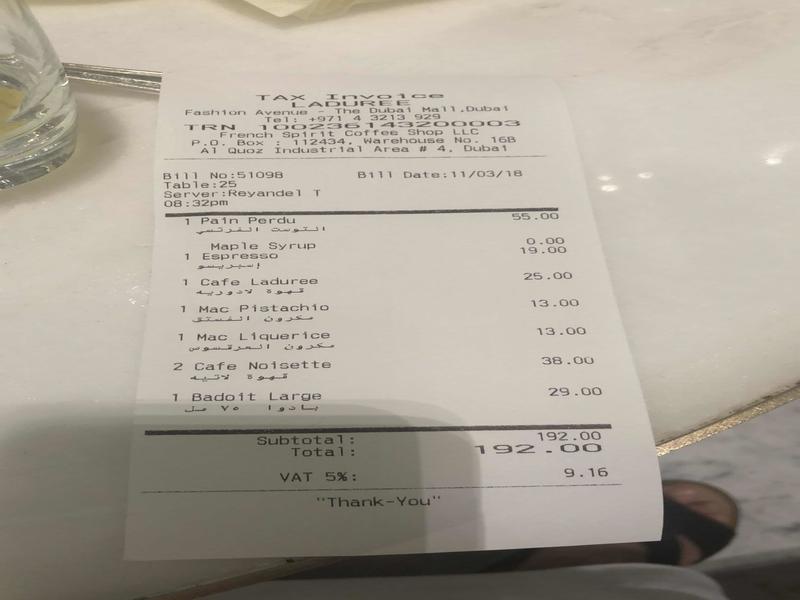 TAX Invoice
LADUREE
Fashion Avenue - The Dubai Mall,Dubai
Tel: +971 4 3213 929
TRN 100236143200003
French Spirit Coffee Shop LLC
P.O. Box : 112434, Warehouse No. 16B
Al Quoz Industrial Area # 4, Dubai
Bill No:51098 Bill Date:11/03/18
Table:25
Server:Reyandel T
08:32pm
1 Pain Perdu 55.00
التوست الفرنسي
Maple Syrup 0.00
1 Espresso 19.00
إسبريسو
1 Cafe Laduree 25.00
قهوة لادوريه
1 Mac Pistachio 13.00
مكرون الفستق
1 Mac Liquerice 13.00
مكرون العرقسوس
2 Cafe Noisette 38.00
قهوة لاتيه
1 Badoit Large 29.00
بادوا ٧٥ مل
Subtotal: 192.00
Total: 192.00
VAT 5%: 9.16
"Thank-You"